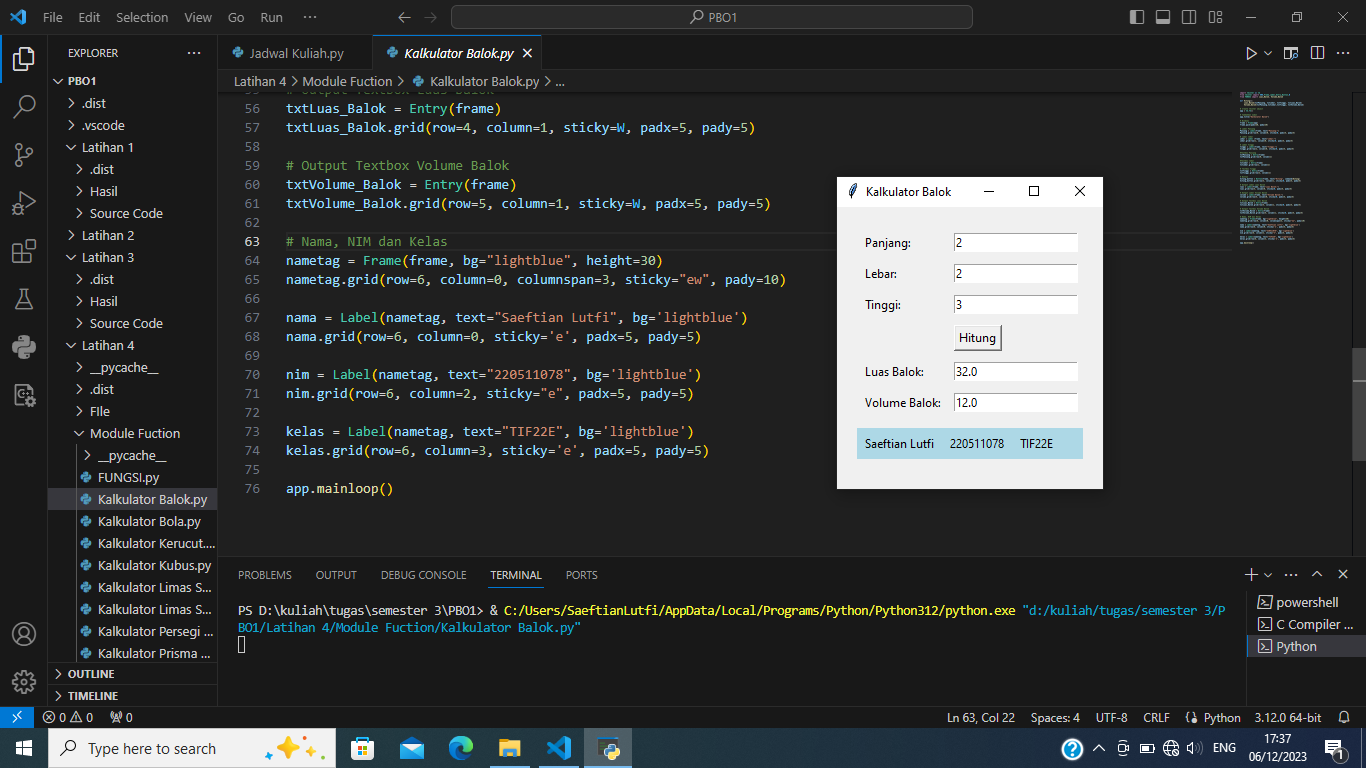 File Edit Selection View Go Run ··· PBO1
EXPLORER ···
PBO1
.dist
.vscode
Latihan 1
.dist
Hasil
Source Code
Latihan 2
Latihan 3
.dist
Hasil
Source Code
Latihan 4
__pycache__
.dist
FIle
Module Fuction
__pycache__
FUNGSI.py
Kalkulator Balok.py
Kalkulator Bola.py
Kalkulator Kerucut....
Kalkulator Kubus.py
Kalkulator Limas S...
Kalkulator Limas S...
Kalkulator Persegi ...
Kalkulator Prisma ...
OUTLINE
TIMELINE
Jadwal Kuliah.py Kalkulator Balok.py
Latihan 4 > Module Fuction > Kalkulator Balok.py > ...
# Output Textbox Luas Balok
56 txtLuas_Balok = Entry(frame)
57 txtLuas_Balok.grid(row=4, column=1, sticky=W, padx=5, pady=5)
58
59 # Output Textbox Volume Balok
60 txtVolume_Balok = Entry(frame)
61 txtVolume_Balok.grid(row=5, column=1, sticky=W, padx=5, pady=5)
62
63 # Nama, NIM dan Kelas
64 nametag = Frame(frame, bg="lightblue", height=30)
65 nametag.grid(row=6, column=0, columnspan=3, sticky="ew", pady=10)
66
67 nama = Label(nametag, text="Saeftian Lutfi", bg='lightblue')
68 nama.grid(row=6, column=0, sticky='e', padx=5, pady=5)
69
70 nim = Label(nametag, text="220511078", bg='lightblue')
71 nim.grid(row=6, column=2, sticky="e", padx=5, pady=5)
72
73 kelas = Label(nametag, text="TIF22E", bg='lightblue')
74 kelas.grid(row=6, column=3, sticky='e', padx=5, pady=5)
75
76 app.mainloop()
Kalkulator Balok
Panjang: 2
Lebar: 2
Tinggi: 3
Hitung
Luas Balok: 32.0
Volume Balok: 12.0
Saeftian Lutfi 220511078 TIF22E
PROBLEMS OUTPUT DEBUG CONSOLE TERMINAL PORTS
PS D:\kuliah\tugas\semester 3\PBO1> & C:/Users/SaeftianLutfi/AppData/Local/Programs/Python/Python312/python.exe "d:/kuliah/tugas/semester 3/P
BO1/Latihan 4/Module Fuction/Kalkulator Balok.py"
powershell
C Compiler ...
Python
0 0 0 Ln 63, Col 22 Spaces: 4 UTF-8 CRLF Python 3.12.0 64-bit
Type here to search
ENG
17:37
06/12/2023
1